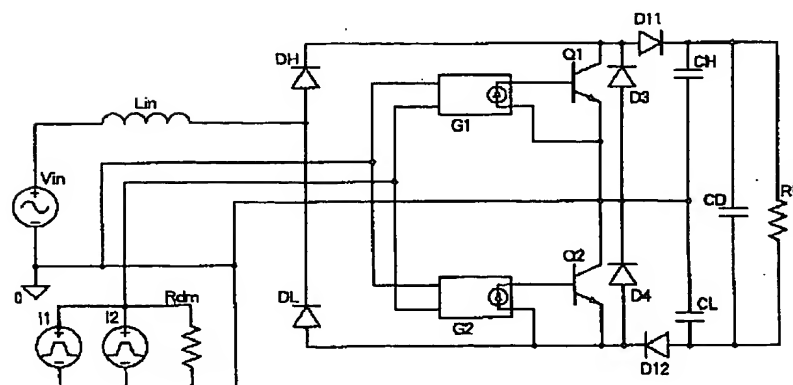 D11
DH
Q1
CH
Lin
D3
G1
Vin
R
CD
Q2
0
DL
Rdm
D4
I1
I2
G2
CL
D12